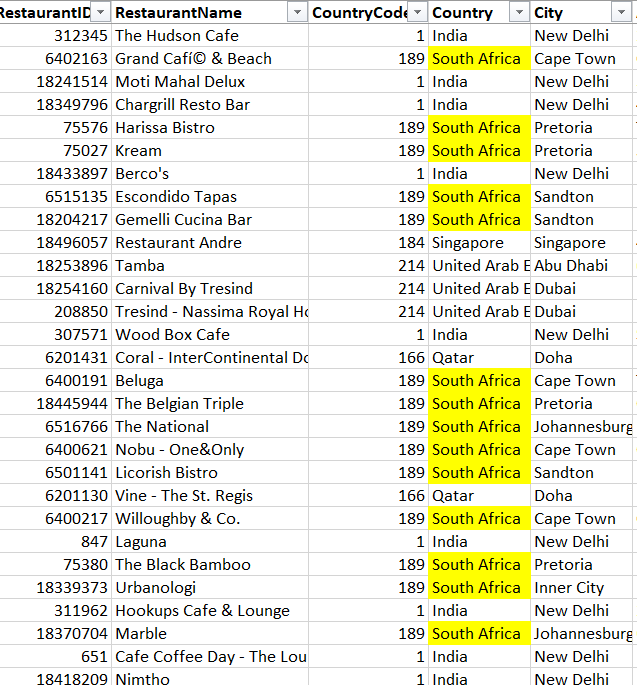 RestaurantID RestaurantName CountryCode Country City
312345 The Hudson Cafe 1 India New Delhi
6402163 Grand Cafí© & Beach 189 South Africa Cape Town
18241514 Moti Mahal Delux 1 India New Delhi
18349796 Chargrill Resto Bar 1 India New Delhi
75576 Harissa Bistro 189 South Africa Pretoria
75027 Kream 189 South Africa Pretoria
18433897 Berco's 1 India New Delhi
6515135 Escondido Tapas 189 South Africa Sandton
18204217 Gemelli Cucina Bar 189 South Africa Sandton
18496057 Restaurant Andre 184 Singapore Singapore
18253896 Tamba 214 United Arab E Abu Dhabi
18254160 Carnival By Tresind 214 United Arab E Dubai
208850 Tresind - Nassima Royal Ho 214 United Arab E Dubai
307571 Wood Box Cafe 1 India New Delhi
6201431 Coral - InterContinental Do 166 Qatar Doha
6400191 Beluga 189 South Africa Cape Town
18445944 The Belgian Triple 189 South Africa Pretoria
6516766 The National 189 South Africa Johannesburg
6400621 Nobu - One&Only 189 South Africa Cape Town
6501141 Licorish Bistro 189 South Africa Sandton
6201130 Vine - The St. Regis 166 Qatar Doha
6400217 Willoughby & Co. 189 South Africa Cape Town
847 Laguna 1 India New Delhi
75380 The Black Bamboo 189 South Africa Pretoria
18339373 Urbanologi 189 South Africa Inner City
311962 Hookups Cafe & Lounge 1 India New Delhi
18370704 Marble 189 South Africa Johannesburg
651 Cafe Coffee Day - The Lou 1 India New Delhi
18418209 Nimtho 1 India New Delhi